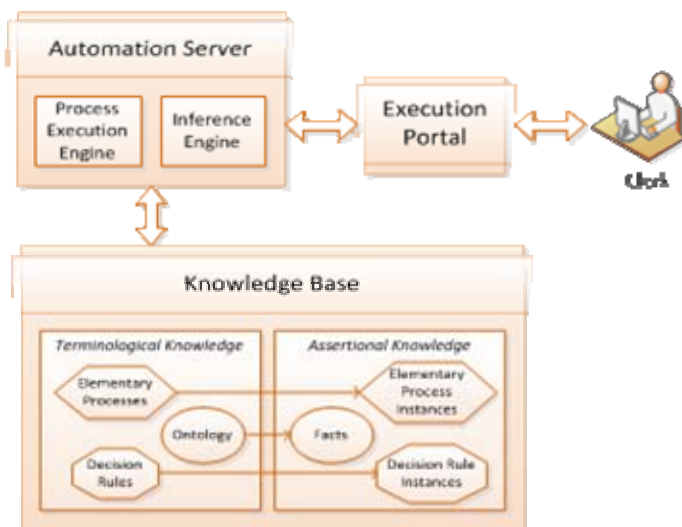 Automation Server
Process
Execution
Engine
Inference
Engine
Execution
Portal
Clerk
Knowledge Base
Terminological Knowledge
Assertional Knowledge
Elementary
Processes
Elementary
Process
Instances
Ontology
Facts
Decision
Rules
Decision Rule
Instances